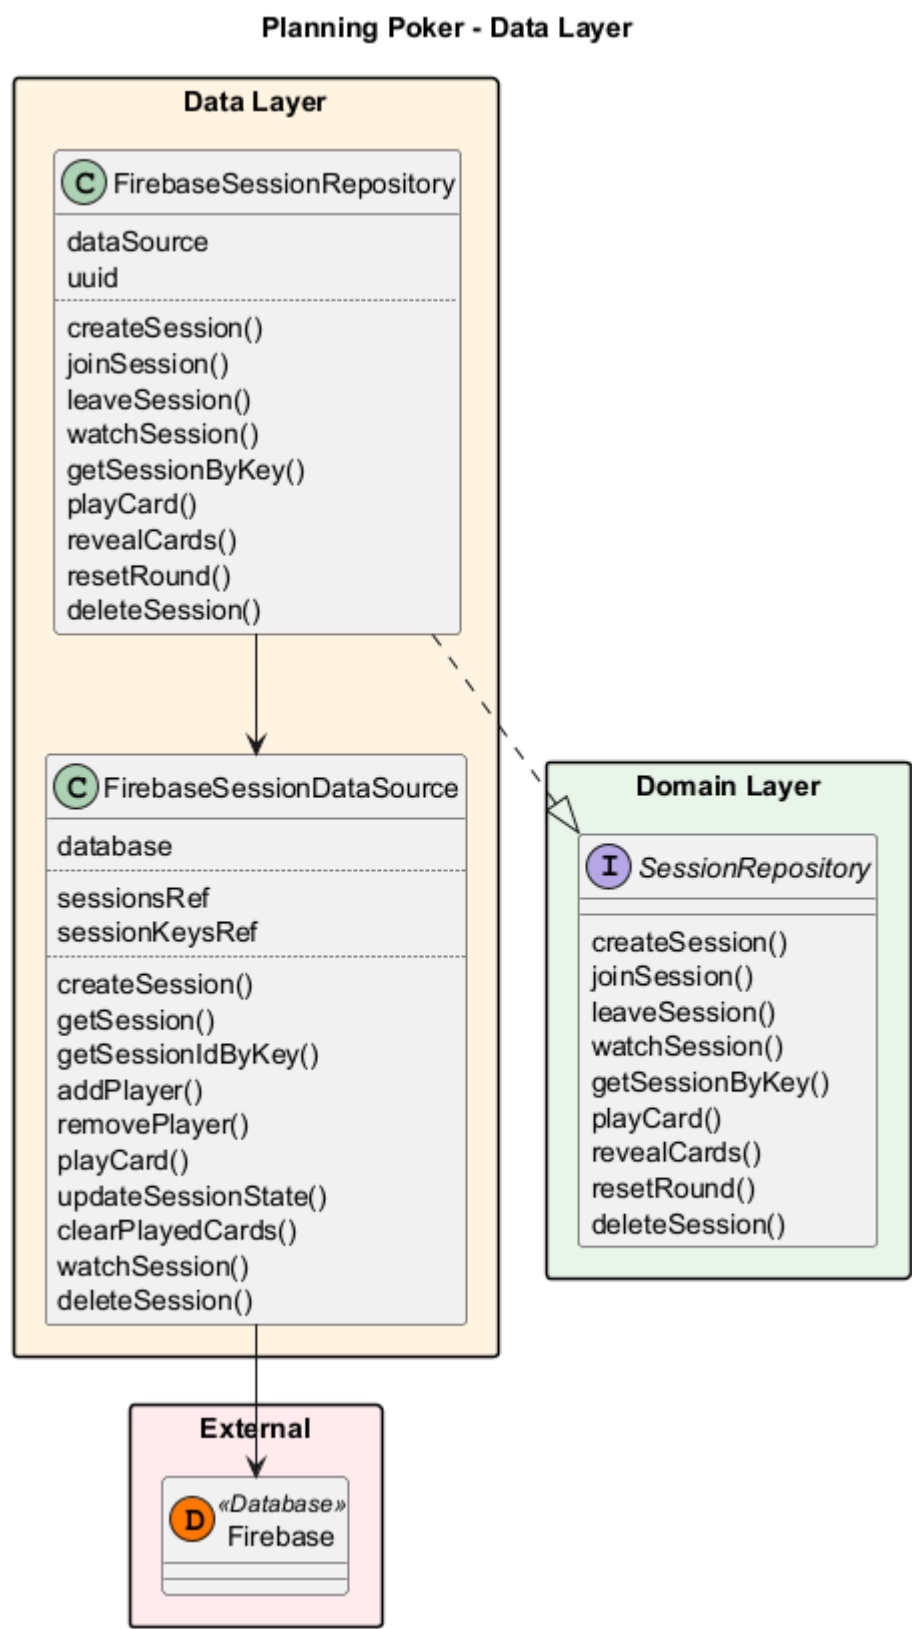 Planning Poker - Data Layer
Data Layer
C FirebaseSessionRepository
dataSource
uuid
createSession()
joinSession()
leaveSession()
watchSession()
getSessionByKey()
playCard()
revealCards()
resetRound()
deleteSession()
C FirebaseSessionDataSource
database
sessionsRef
sessionKeysRef
createSession()
getSession()
getSessionIdByKey()
addPlayer()
removePlayer()
playCard()
updateSessionState()
clearPlayedCards()
watchSession()
deleteSession()
Domain Layer
I SessionRepository
createSession()
joinSession()
leaveSession()
watchSession()
getSessionByKey()
playCard()
revealCards()
resetRound()
deleteSession()
External
D «Database»
Firebase